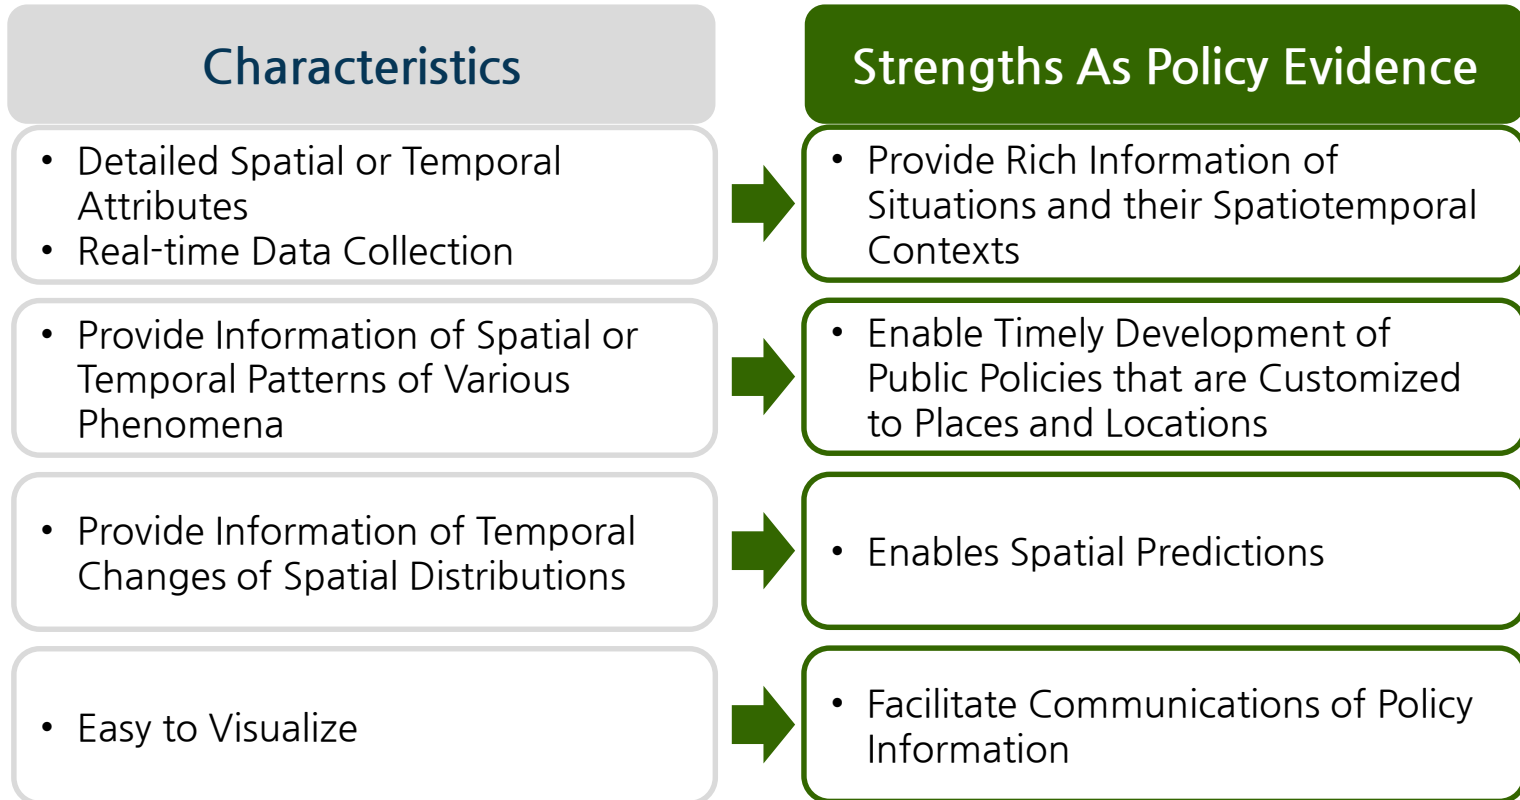 Characteristics
Strengths As Policy Evidence
• Detailed Spatial or Temporal
Attributes
• Real-time Data Collection
• Provide Rich Information of
Situations and their Spatiotemporal
Contexts
• Provide Information of Spatial or
Temporal Patterns of Various
Phenomena
• Enable Timely Development of
Public Policies that are Customized
to Places and Locations
• Provide Information of Temporal
Changes of Spatial Distributions
• Enables Spatial Predictions
• Easy to Visualize
• Facilitate Communications of Policy
Information